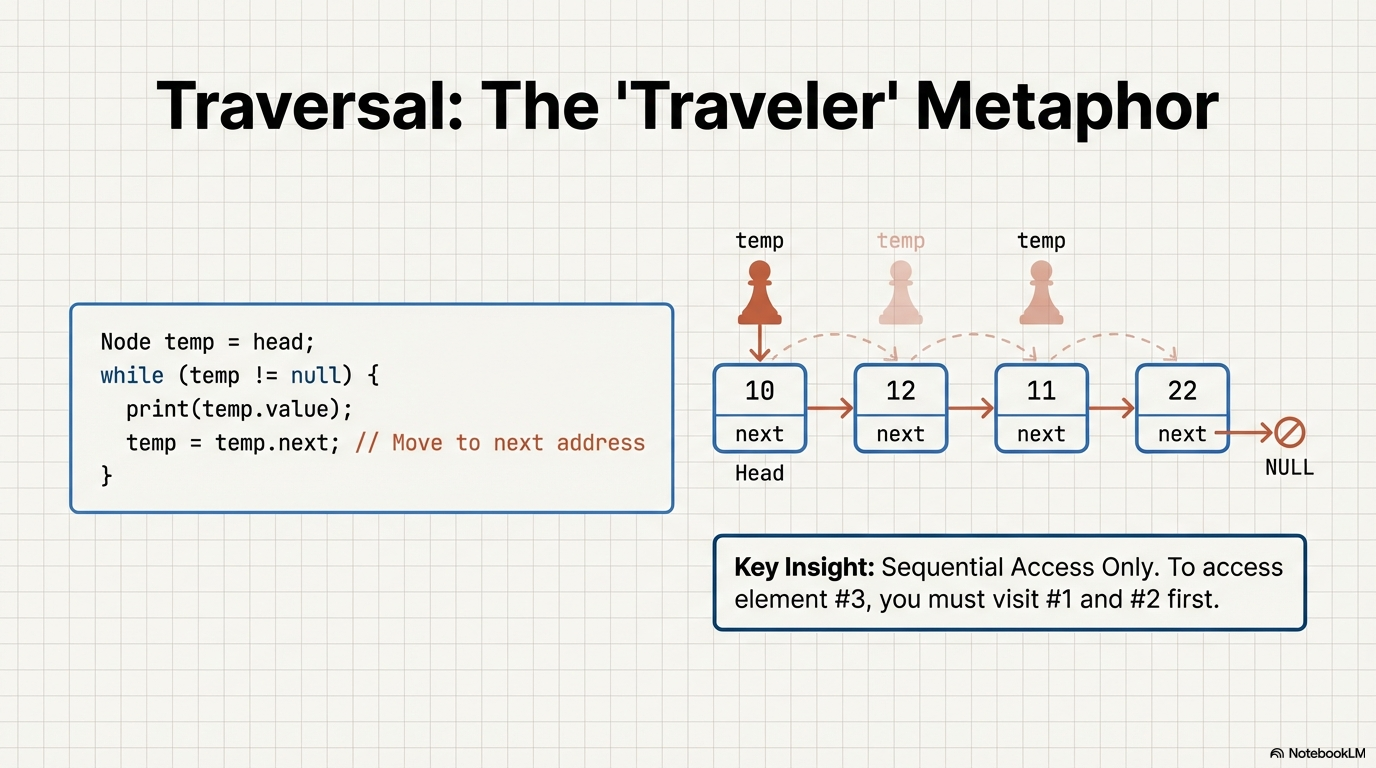 Traversal: The 'Traveler' Metaphor
Node temp = head;
while (temp != null) {
  print(temp.value);
  temp = temp.next; // Move to next address
}
temp temp temp
10 12 11 22
next next next next
Head
NULL
Key Insight: Sequential Access Only. To access
element #3, you must visit #1 and #2 first.
NotebookLM